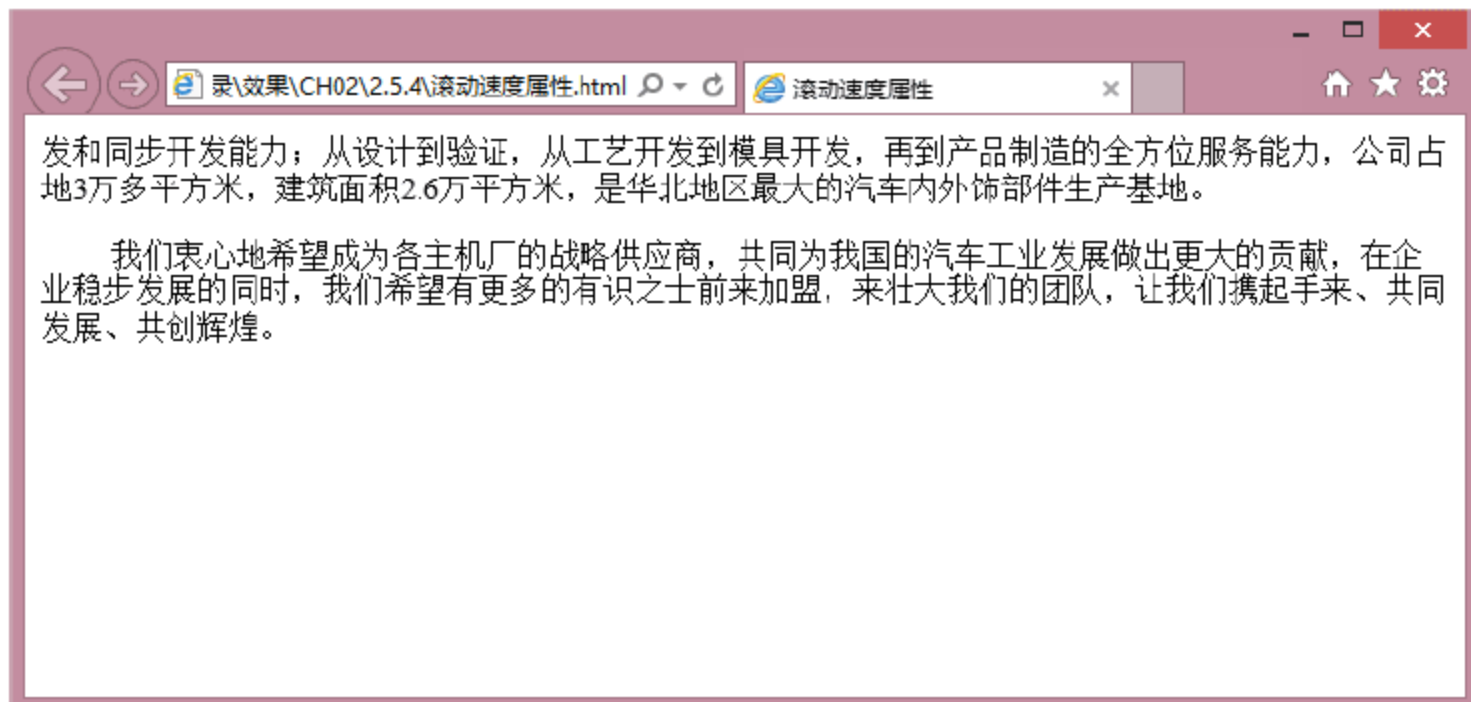 录\效果\CH02\2.5.4\滚动速度属性.html
滚动速度属性
发和同步开发能力；从设计到验证，从工艺开发到模具开发，再到产品制造的全方位服务能力，公司占
地3万多平方米，建筑面积2.6万平方米，是华北地区最大的汽车内外饰部件生产基地。
我们衷心地希望成为各主机厂的战略供应商，共同为我国的汽车工业发展做出更大的贡献，在企
业稳步发展的同时，我们希望有更多的有识之士前来加盟，来壮大我们的团队，让我们携起手来、共同
发展、共创辉煌。